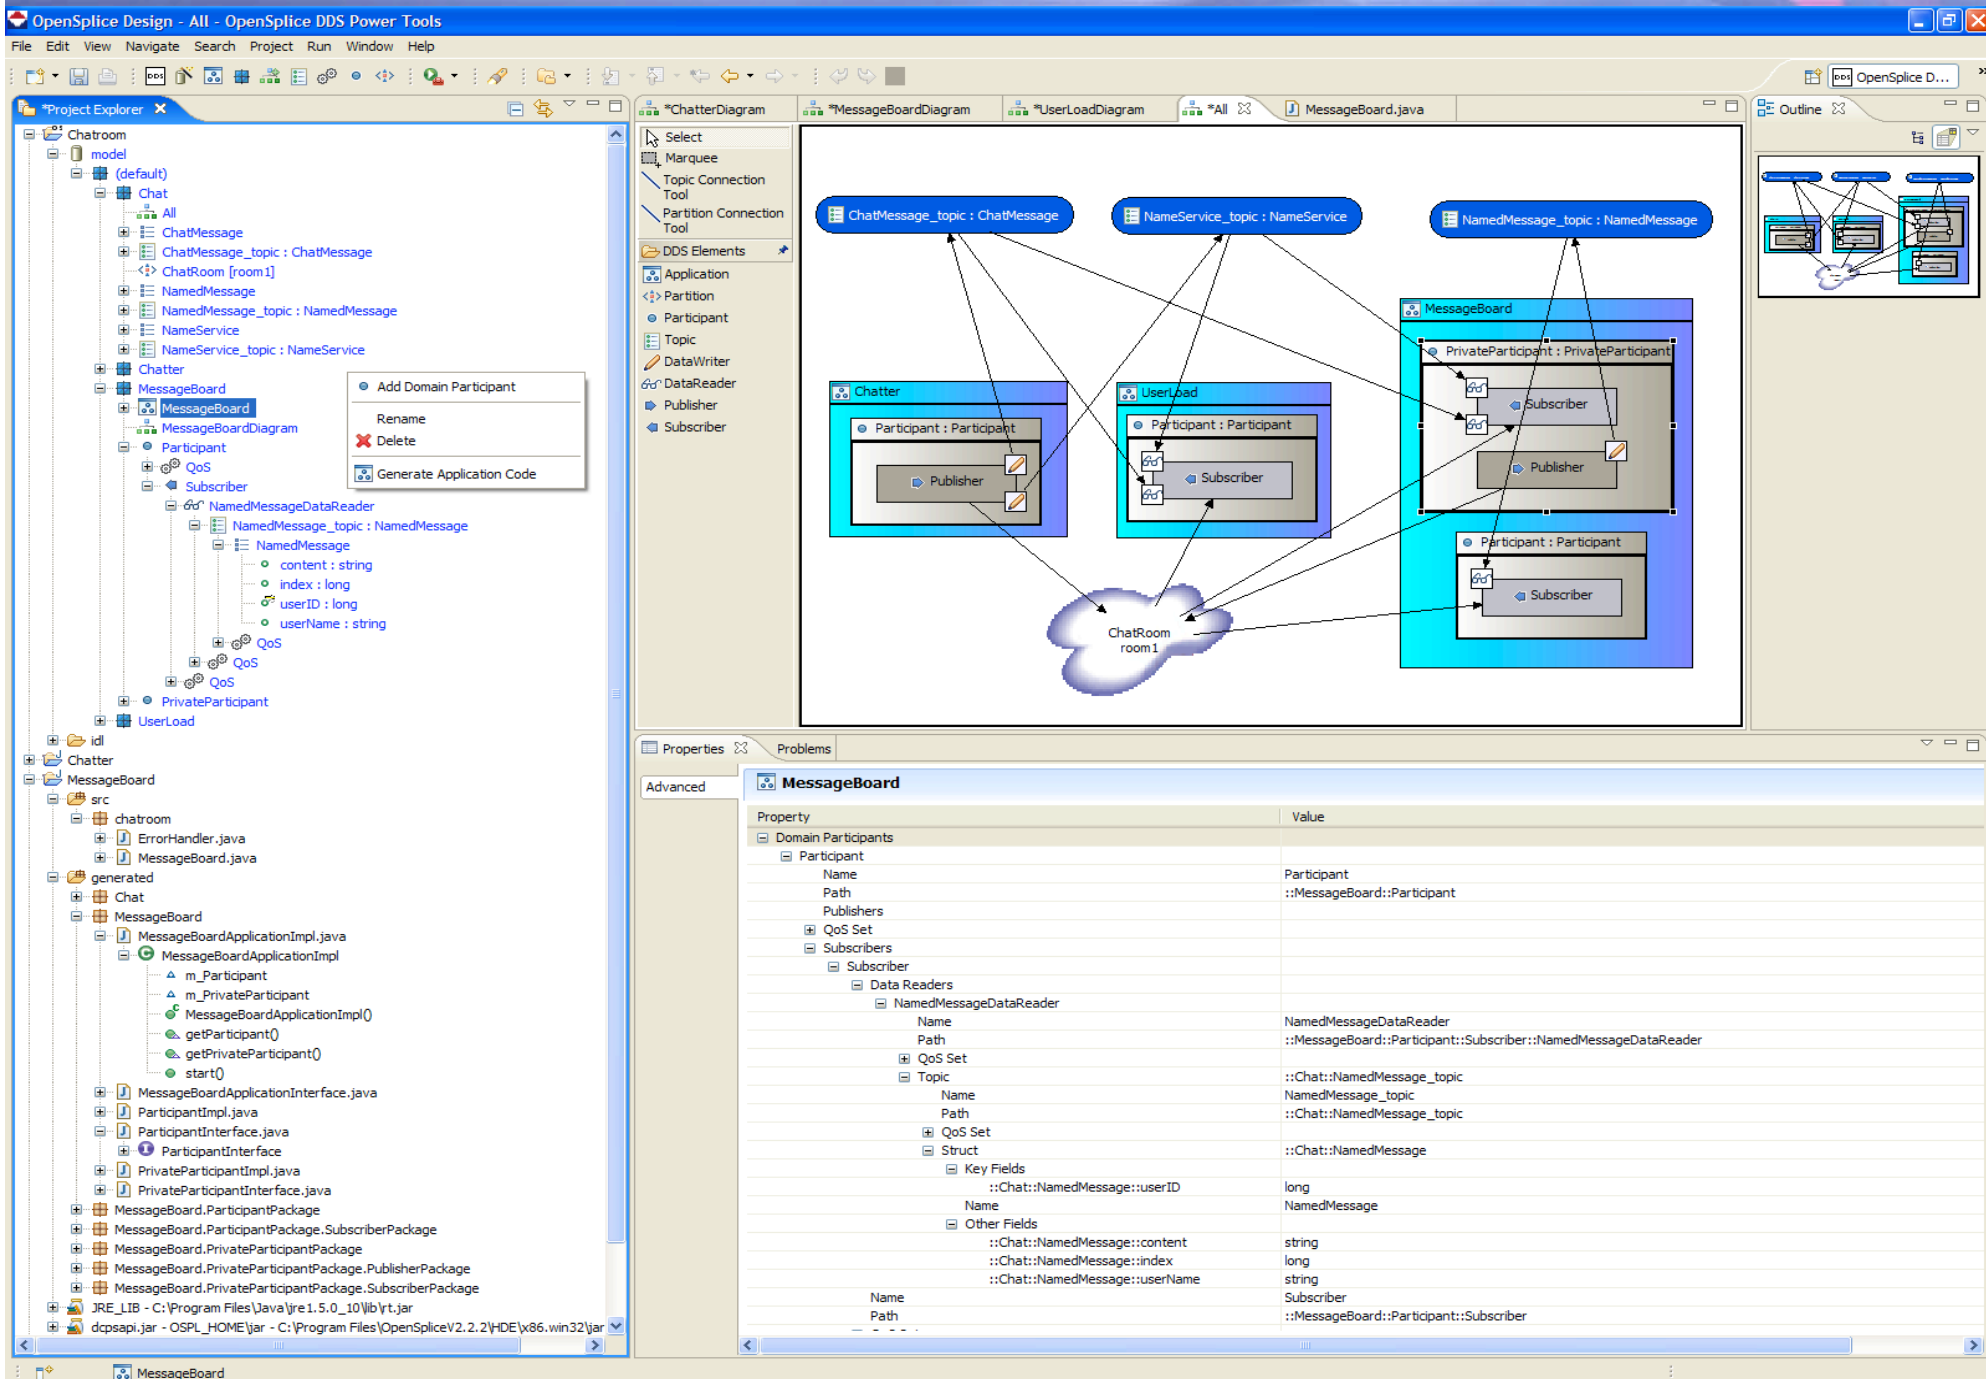 OpenSplice Design - All - OpenSplice DDS Power Tools
File Edit View Navigate Search Project Run Window Help
DDS
DDS OpenSplice D...
*Project Explorer
Chatroom
model
(default)
Chat
All
ChatMessage
ChatMessage_topic : ChatMessage
ChatRoom [room1]
NamedMessage
NamedMessage_topic : NamedMessage
NameService
NameService_topic : NameService
Chatter
MessageBoard
MessageBoard
MessageBoardDiagram
Participant
QoS
Subscriber
NamedMessageDataReader
NamedMessage_topic : NamedMessage
NamedMessage
content : string
index : long
userID : long
userName : string
QoS
QoS
QoS
PrivateParticipant
UserLoad
idl
Chatter
MessageBoard
src
chatroom
ErrorHandler.java
MessageBoard.java
generated
Chat
MessageBoard
MessageBoardApplicationImpl.java
MessageBoardApplicationImpl
m_Participant
m_PrivateParticipant
MessageBoardApplicationImpl()
getParticipant()
getPrivateParticipant()
start()
MessageBoardApplicationInterface.java
ParticipantImpl.java
ParticipantInterface.java
ParticipantInterface
PrivateParticipantImpl.java
PrivateParticipantInterface.java
MessageBoard.ParticipantPackage
MessageBoard.ParticipantPackage.SubscriberPackage
MessageBoard.PrivateParticipantPackage
MessageBoard.PrivateParticipantPackage.PublisherPackage
MessageBoard.PrivateParticipantPackage.SubscriberPackage
JRE_LIB - C:\Program Files\Java\jre1.5.0_10\lib\rt.jar
dcpsapi.jar - OSPL_HOME\jar - C:\Program Files\OpenSpliceV2.2.2\HDE\x86.win32\jar
Add Domain Participant
Rename
Delete
Generate Application Code
*ChatterDiagram
*MessageBoardDiagram
*UserLoadDiagram
*All
MessageBoard.java
Select
Marquee
Topic Connection
Tool
Partition Connection
Tool
DDS Elements
Application
Partition
Participant
Topic
DataWriter
DataReader
Publisher
Subscriber
ChatMessage_topic : ChatMessage
NameService_topic : NameService
NamedMessage_topic : NamedMessage
Chatter
Participant : Participant
Publisher
UserLoad
Participant : Participant
Subscriber
MessageBoard
PrivateParticipant : PrivateParticipant
Subscriber
Publisher
Participant : Participant
Subscriber
ChatRoom
room1
Outline
Properties
Problems
Advanced
MessageBoard
Property Value
Domain Participants
Participant
Name Participant
Path ::MessageBoard::Participant
Publishers
QoS Set
Subscribers
Subscriber
Data Readers
NamedMessageDataReader
Name NamedMessageDataReader
Path ::MessageBoard::Participant::Subscriber::NamedMessageDataReader
QoS Set
Topic ::Chat::NamedMessage_topic
Name NamedMessage_topic
Path ::Chat::NamedMessage_topic
QoS Set
Struct ::Chat::NamedMessage
Key Fields
::Chat::NamedMessage::userID long
Name NamedMessage
Other Fields
::Chat::NamedMessage::content string
::Chat::NamedMessage::index long
::Chat::NamedMessage::userName string
Name Subscriber
Path ::MessageBoard::Participant::Subscriber
MessageBoard